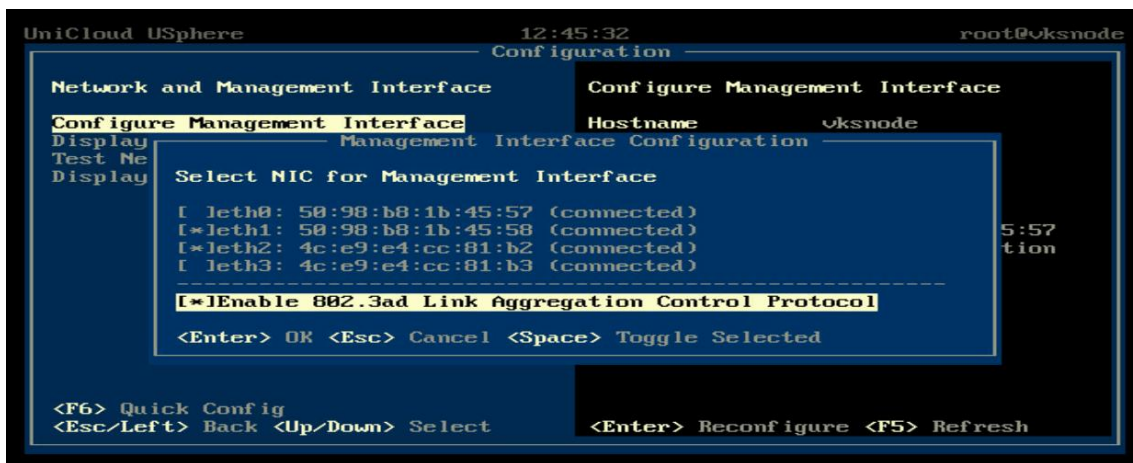 UniCloud USphere 12:45:32 root@vksnode
Configuration
Network and Management Interface
Configure Management Interface
Configure Management Interface
Hostname vksnode
Display
Test Ne
Display
Management Interface Configuration
Select NIC for Management Interface
[ ]eth0: 50:98:b8:1b:45:57 (connected)
[*]eth1: 50:98:b8:1b:45:58 (connected)
[*]eth2: 4c:e9:e4:cc:81:b2 (connected)
[ ]eth3: 4c:e9:e4:cc:81:b3 (connected)
[*]Enable 802.3ad Link Aggregation Control Protocol
<Enter> OK <Esc> Cancel <Space> Toggle Selected
5:57
tion
<F6> Quick Config
<Esc/Left> Back <Up/Down> Select
<Enter> Reconfigure <F5> Refresh